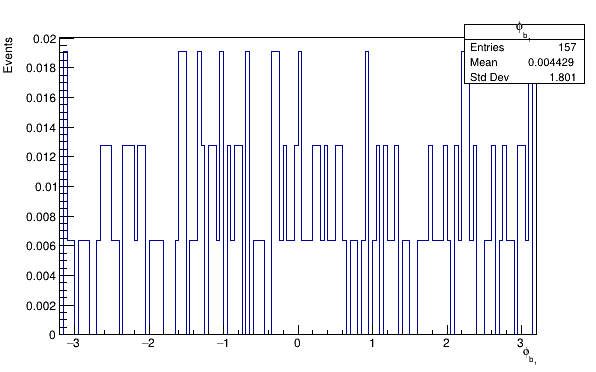 ϕ_b_1
Entries 157
Mean 0.004429
Std Dev 1.801
Events
0.02
0.018
0.016
0.014
0.012
0.01
0.008
0.006
0.004
0.002
0
−3 −2 −1 0 1 2 3
ϕ_b_1